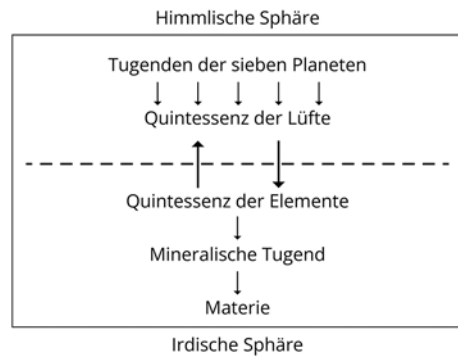 Himmlische Sphäre
Tugenden der sieben Planeten
Quintessenz der Lüfte
Quintessenz der Elemente
Mineralische Tugend
Materie
Irdische Sphäre